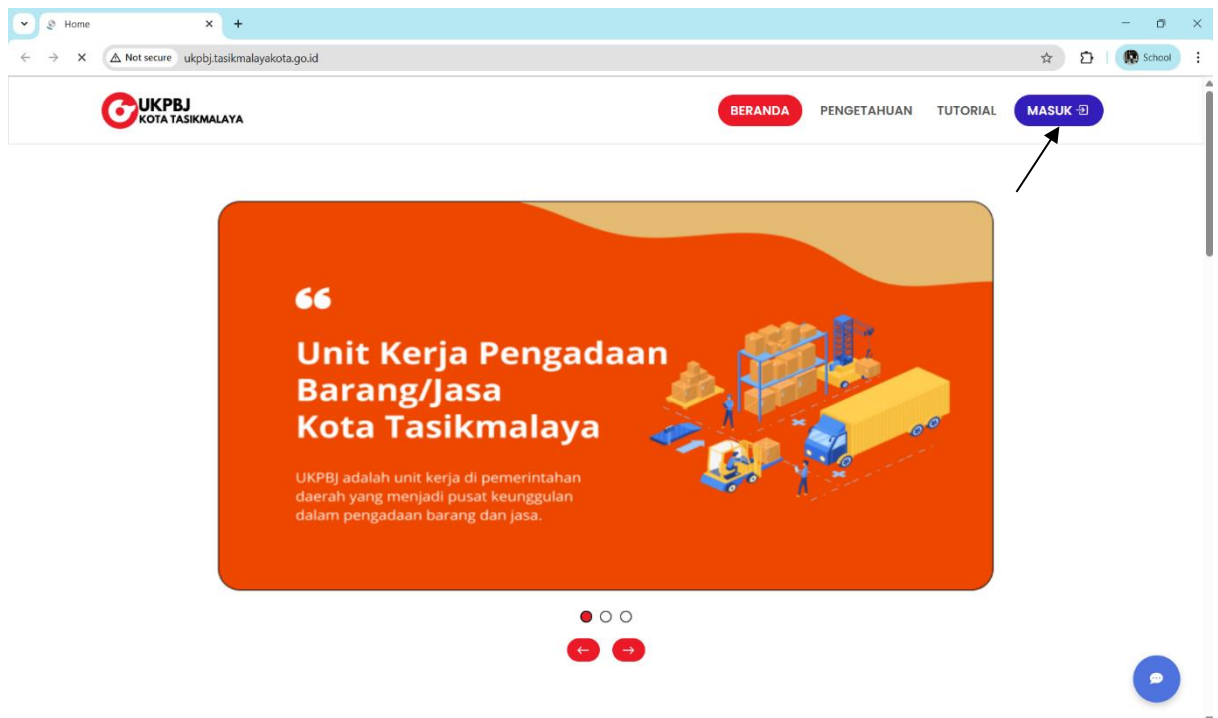 Home
Not secure ukpbj.tasikmalayakota.go.id School
UKPBJ
KOTA TASIKMALAYA
BERANDA PENGETAHUAN TUTORIAL MASUK
Unit Kerja Pengadaan
Barang/Jasa
Kota Tasikmalaya
UKPBJ adalah unit kerja di pemerintahan
daerah yang menjadi pusat keunggulan
dalam pengadaan barang dan jasa.